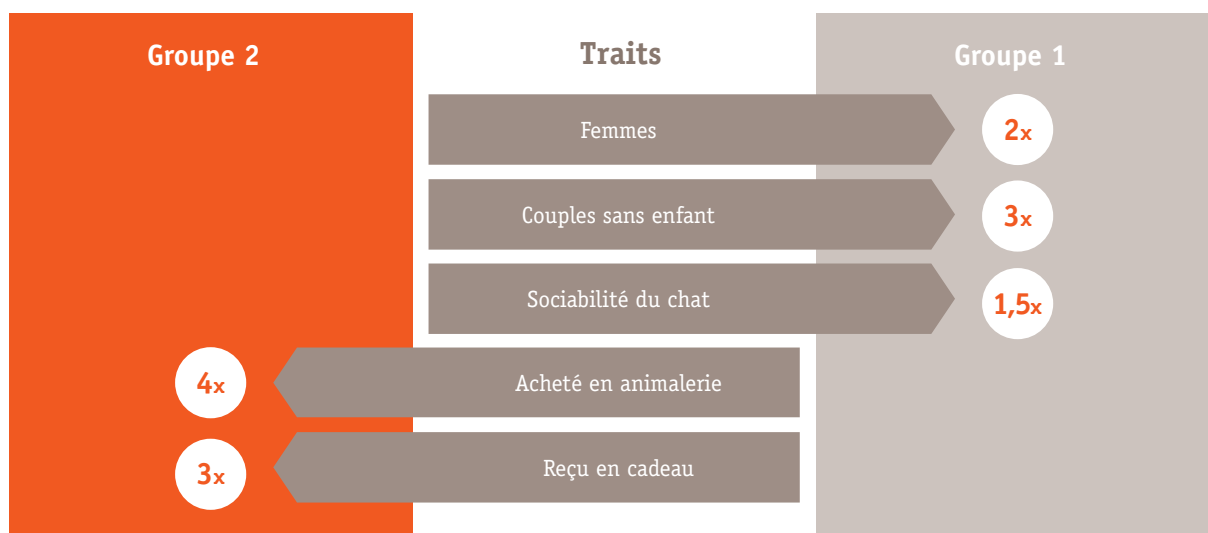 Groupe 2
Traits
Groupe 1
Femmes
2x
Couples sans enfant
3x
Sociabilité du chat
1,5x
4x
Acheté en animalerie
3x
Reçu en cadeau